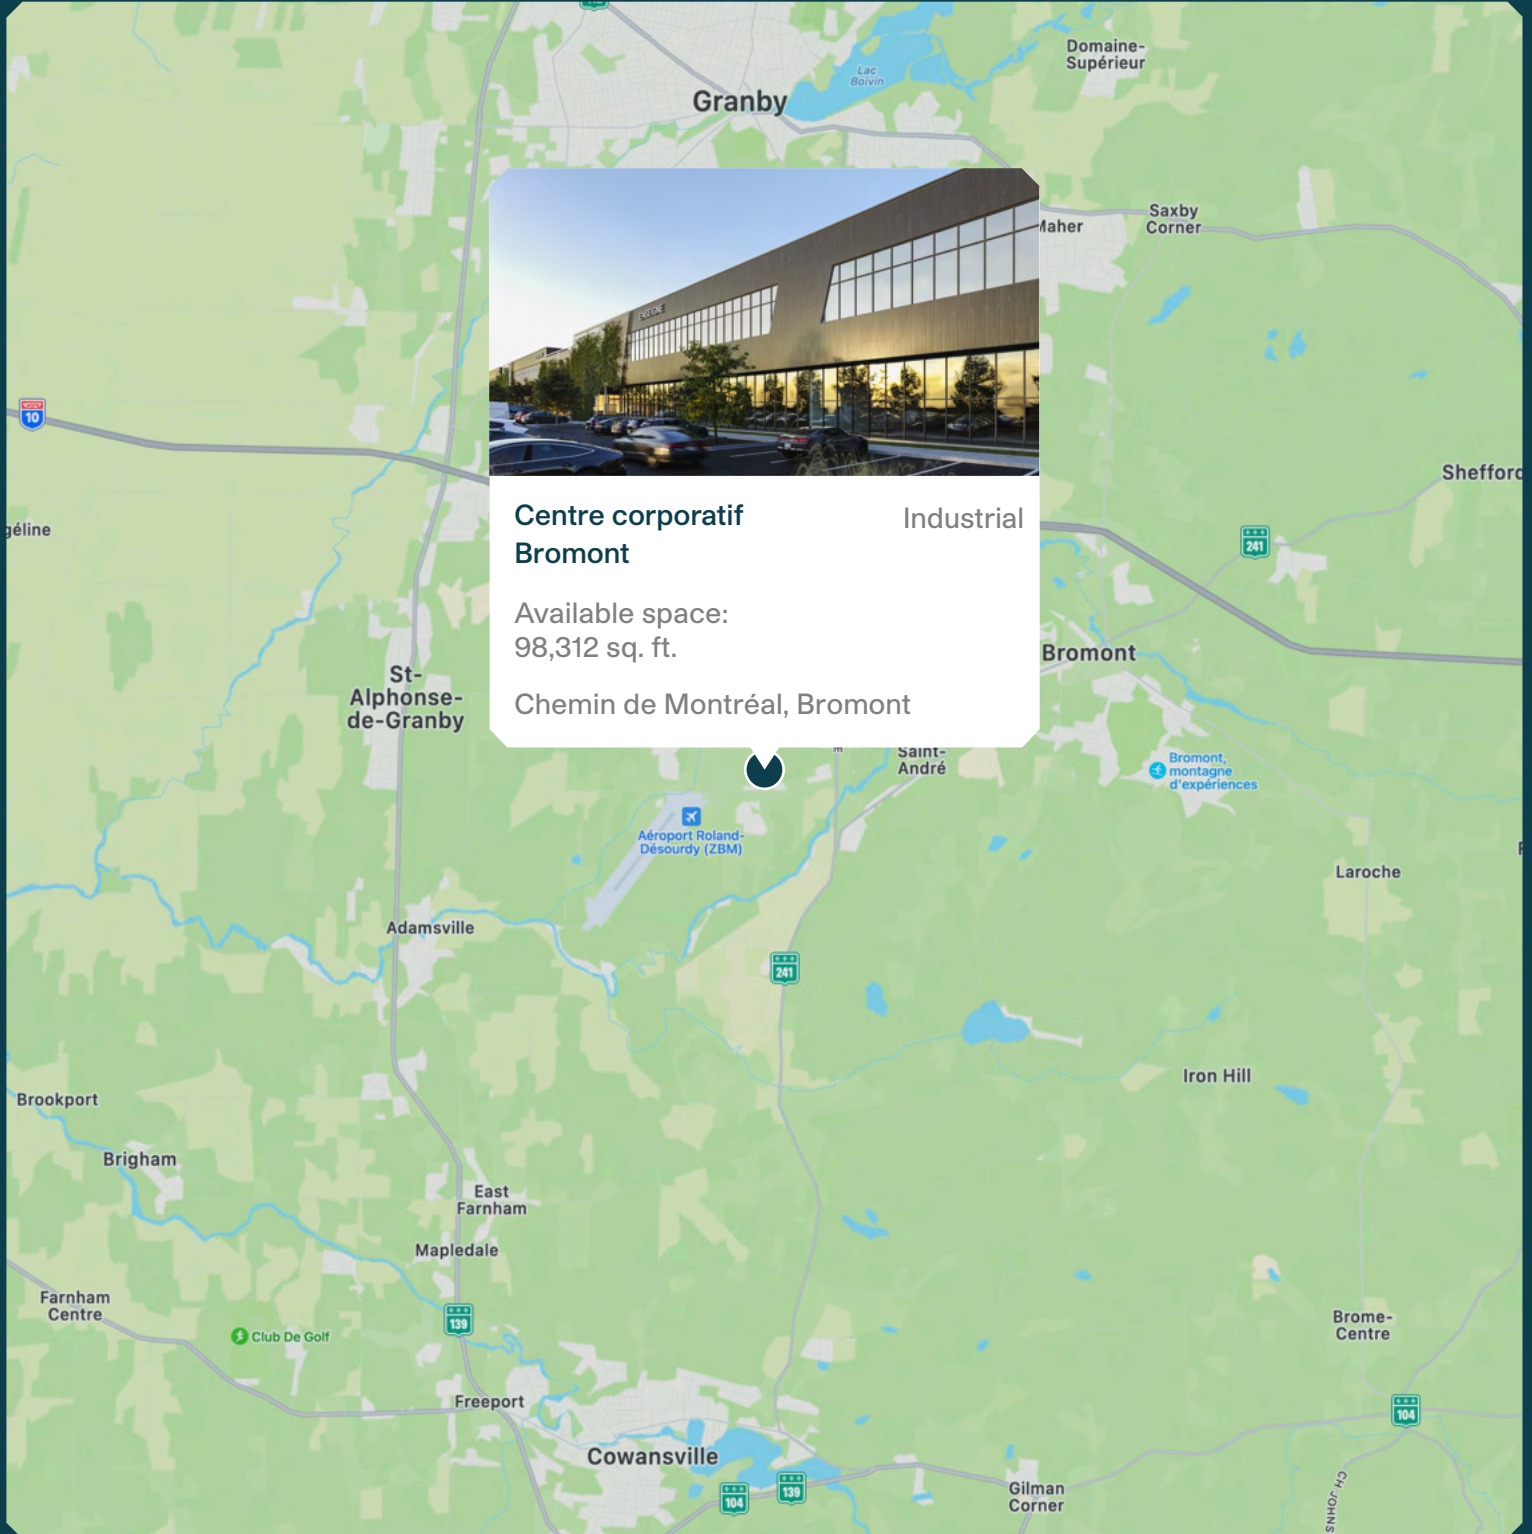 Domaine-
Supérieur
Lac
Boivin
Granby
Saxby
Corner
Maher
10
Shefford
241
géline
Centre corporatif
Bromont
Industrial
Available space:
98,312 sq. ft.
Chemin de Montréal, Bromont
Bromont
St-
Alphonse-
de-Granby
Saint-
André
Bromont,
montagne
d'expériences
Aéroport Roland-
Désourdy (ZBM)
Laroche
Adamsville
241
Iron Hill
Brookport
Brigham
East
Farnham
Mapledale
Farnham
Centre
139
Club De Golf
Brome-
Centre
Freeport
104
Cowansville
Gilman
Corner
104
139
CH JOHNS